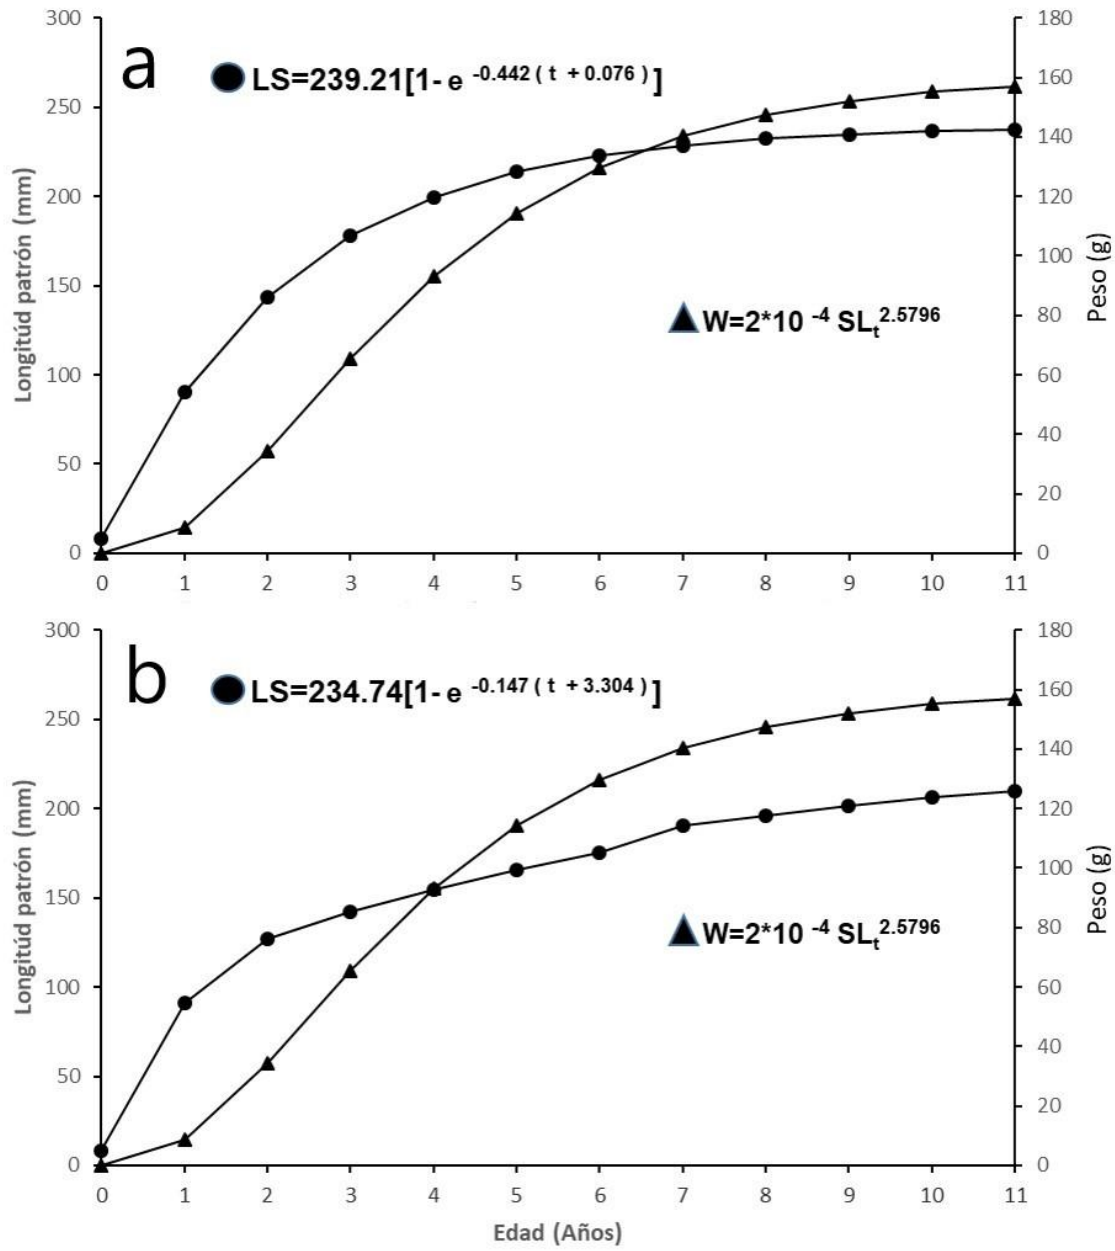 300 180
a
LS=239.21[1- e -0.442 ( t + 0.076 ) ]
160
250
140
200 120
100
150
W=2*10 -4 SLt 2.5796
80
100 60
40
50
20
0 0
0 1 2 3 4 5 6 7 8 9 10 11
Longitúd patrón (mm)
Peso (g)
300 180
b
LS=234.74[1- e -0.147 ( t + 3.304 ) ]
160
250
140
200 120
100
150
W=2*10 -4 SLt 2.5796
80
100 60
40
50
20
0 0
0 1 2 3 4 5 6 7 8 9 10 11
Longitúd patrón (mm)
Peso (g)
Edad (Años)